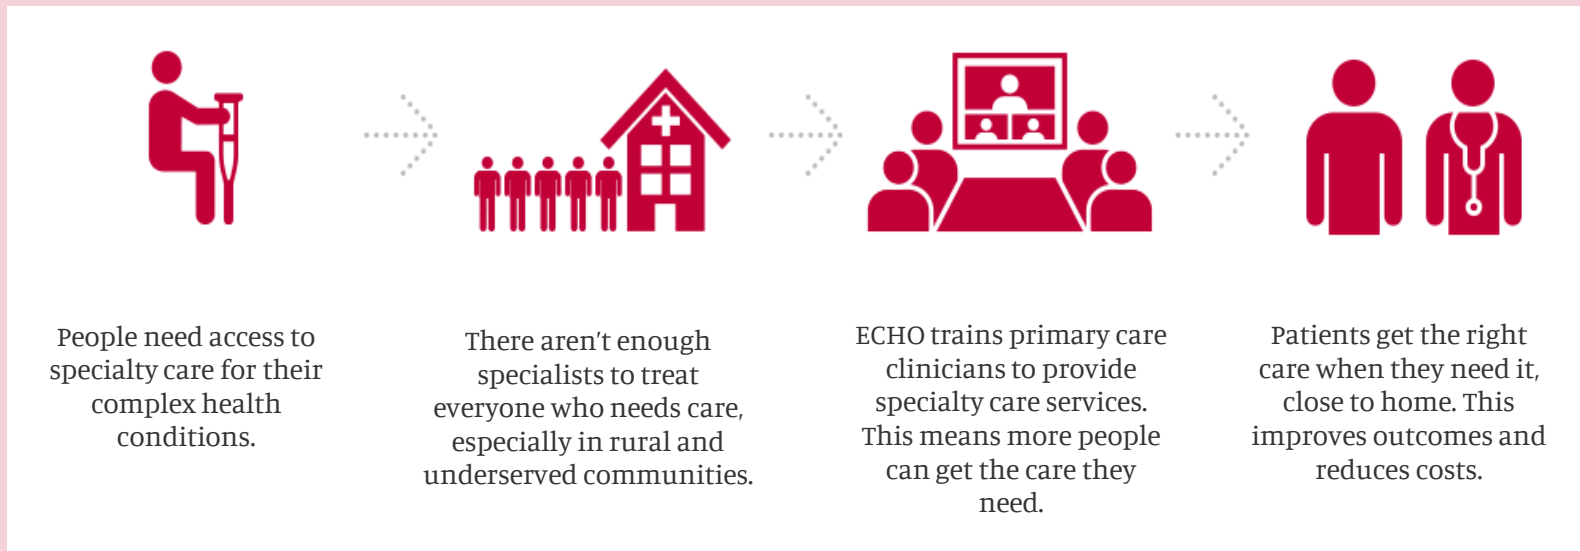 People need access to
specialty care for their
complex health
conditions.
There aren't enough
specialists to treat
everyone who needs care,
especially in rural and
underserved communities.
ECHO trains primary care
clinicians to provide
specialty care services.
This means more people
can get the care they
need.
Patients get the right
care when they need it,
close to home. This
improves outcomes and
reduces costs.